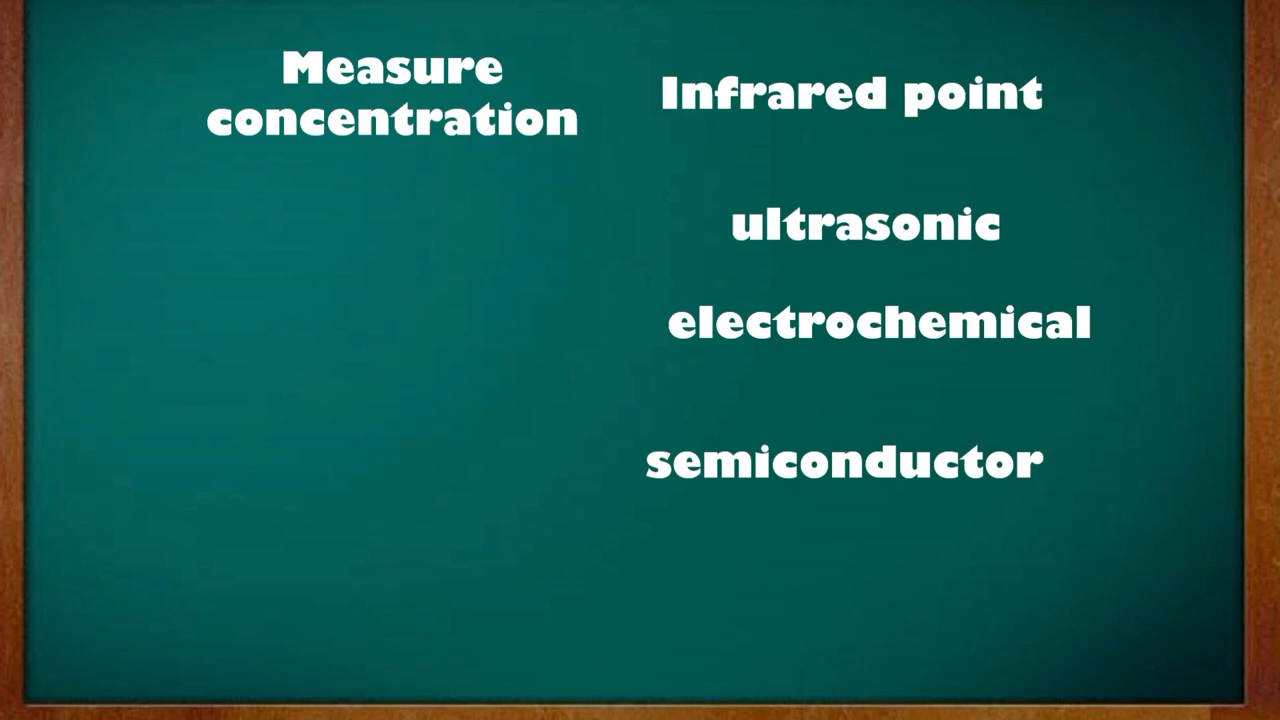 Measure
concentration
Infrared point
ultrasonic
electrochemical
semiconductor